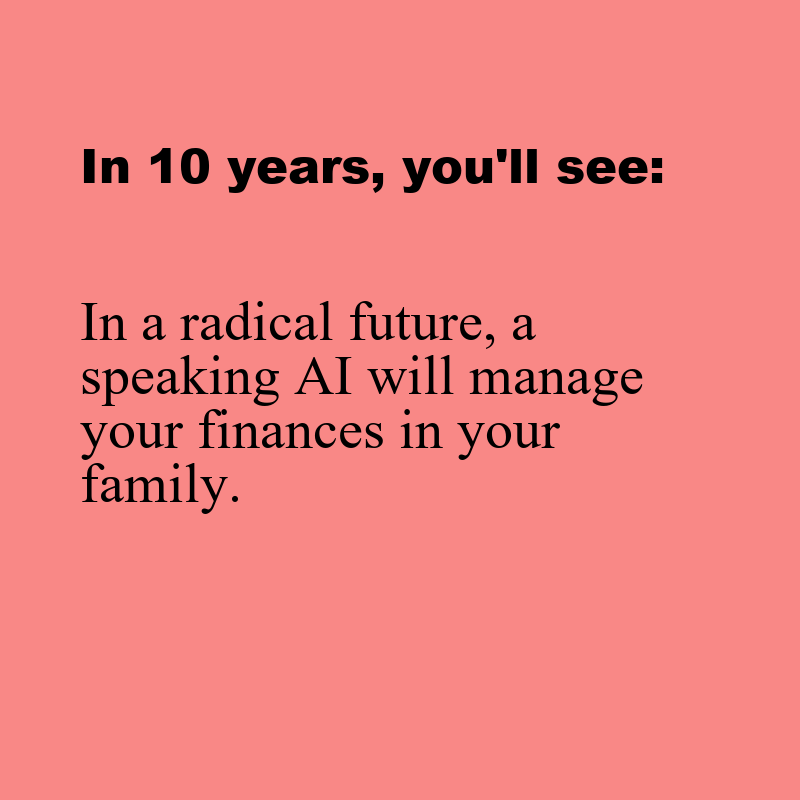 In 10 years, you'll see:
In a radical future, a
speaking AI will manage
your finances in your
family.